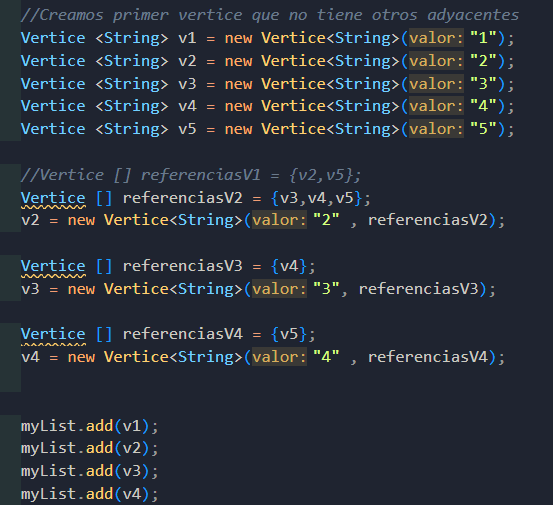 //Creamos primer vertice que no tiene otros adyacentes
Vertice <String> v1 = new Vertice<String>(valor:"1");
Vertice <String> v2 = new Vertice<String>(valor:"2");
Vertice <String> v3 = new Vertice<String>(valor:"3");
Vertice <String> v4 = new Vertice<String>(valor:"4");
Vertice <String> v5 = new Vertice<String>(valor:"5");
//Vertice [] referenciasV1 = {v2,v5};
Vertice [] referenciasV2 = {v3,v4,v5};
v2 = new Vertice<String>(valor:"2" , referenciasV2);
Vertice [] referenciasV3 = {v4};
v3 = new Vertice<String>(valor:"3", referenciasV3);
Vertice [] referenciasV4 = {v5};
v4 = new Vertice<String>(valor:"4" , referenciasV4);
myList.add(v1);
myList.add(v2);
myList.add(v3);
myList.add(v4);